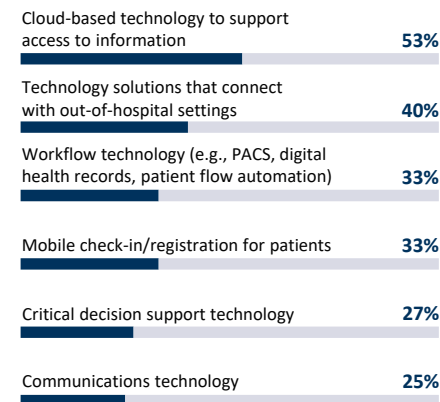 Cloud-based technology to support
access to information 53%
Technology solutions that connect
with out-of-hospital settings 40%
Workflow technology (e.g., PACS, digital
health records, patient flow automation) 33%
Mobile check-in/registration for patients 33%
Critical decision support technology 27%
Communications technology 25%